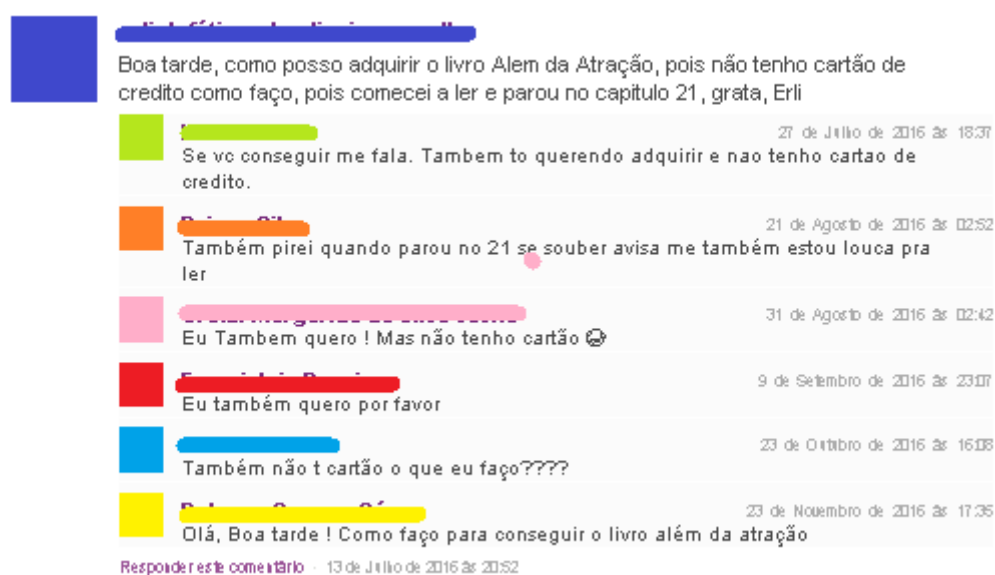 Boa tarde, como posso adquirir o livro Alem da Atração, pois não tenho cartão de
credito como faço, pois comecei a ler e parou no capitulo 21, grata, Erli
27 de Julho de 2016 às 18:37
Se vc conseguir me fala. Tambem to querendo adquirir e nao tenho cartao de
credito.
21 de Agosto de 2016 às 02:52
Também pirei quando parou no 21 se souber avisa me também estou louca pra
ler
31 de Agosto de 2016 às 02:42
Eu Tambem quero ! Mas não tenho cartão 😂
9 de Setembro de 2016 às 23:07
Eu também quero por favor
23 de Outubro de 2016 às 16:08
Também não t cartão o que eu faço????
23 de Novembro de 2016 às 17:36
Olá, Boa tarde ! Como faço para conseguir o livro além da atração
Responder este comentário · 13 de Julho de 2016 às 20:52